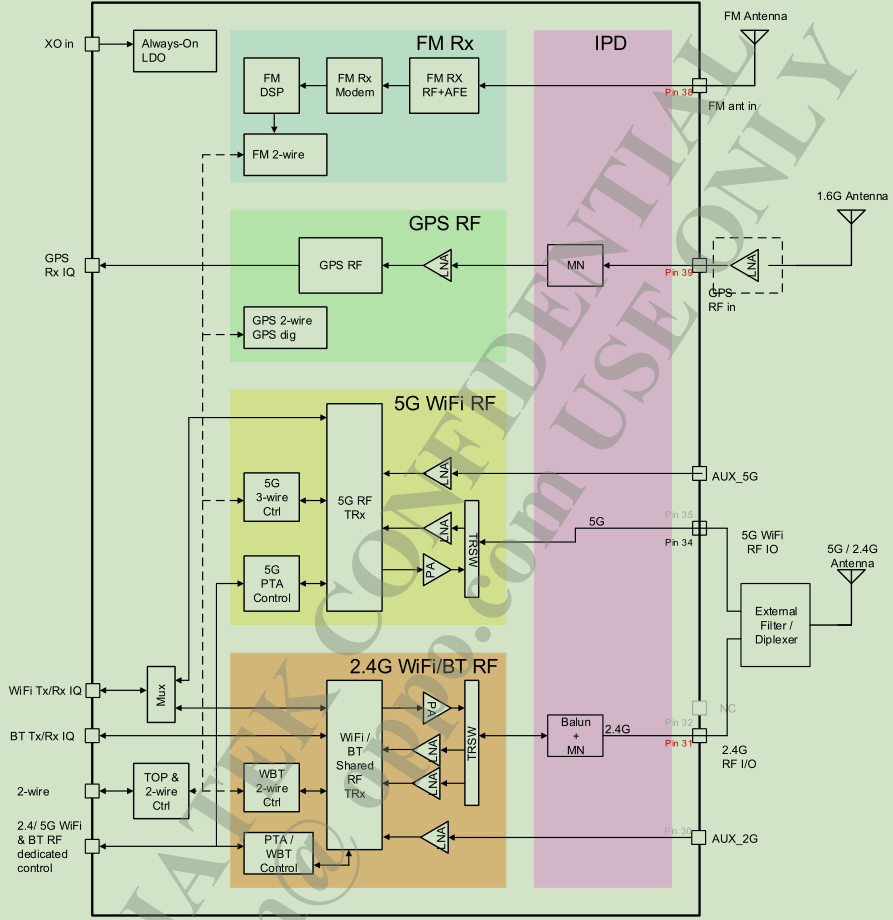 FM Antenna
XO in
Always-On
LDO
FM Rx
IPD
FM
DSP
FM Rx
Modem
FM RX
RF+AFE
Pin 38
FM ant in
FM 2-wire
1.6G Antenna
GPS RF
GPS
Rx IQ
GPS RF
LNA
MN
Pin 39
LNA
GPS
RF in
GPS 2-wire
GPS dig
5G WiFi RF
5G RF
TRx
LNA
AUX_5G
5G
3-wire
Ctrl
LNA
TRSW
5G
Pin 35
Pin 34
5G WiFi
RF IO
5G / 2.4G
Antenna
5G
PTA
Control
PA
External
Filter /
Diplexer
2.4G WiFi/BT RF
WiFi Tx/Rx IQ
Mux
PA
TRSW
NC
Balun
+
MN
2.4G
Pin 32
Pin 31
BT Tx/Rx IQ
WiFi /
BT
Shared
RF
TRx
LNA
LNA
2.4G
RF I/O
2-wire
TOP &
2-wire
Ctrl
WBT
2-wire
Ctrl
2.4/ 5G WiFi
& BT RF
dedicated
control
PTA /
WBT
Control
LNA
Pin 30
AUX_2G
IATEK CONFIDENTIAL
n@ oppo.com USE ONLY